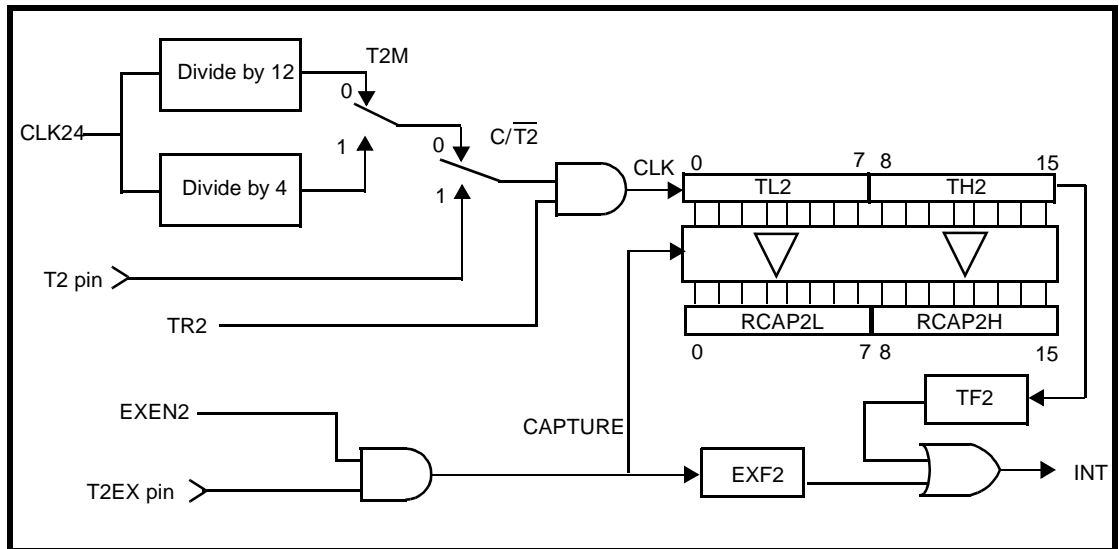 T2M
Divide by 12
0
CLK24
C/T̅2̅
0
1
Divide by 4
1
CLK
0 7 8 15
TL2 TH2
T2 pin
TR2
RCAP2L RCAP2H
0 7 8 15
TF2
EXEN2
CAPTURE
EXF2
INT
T2EX pin